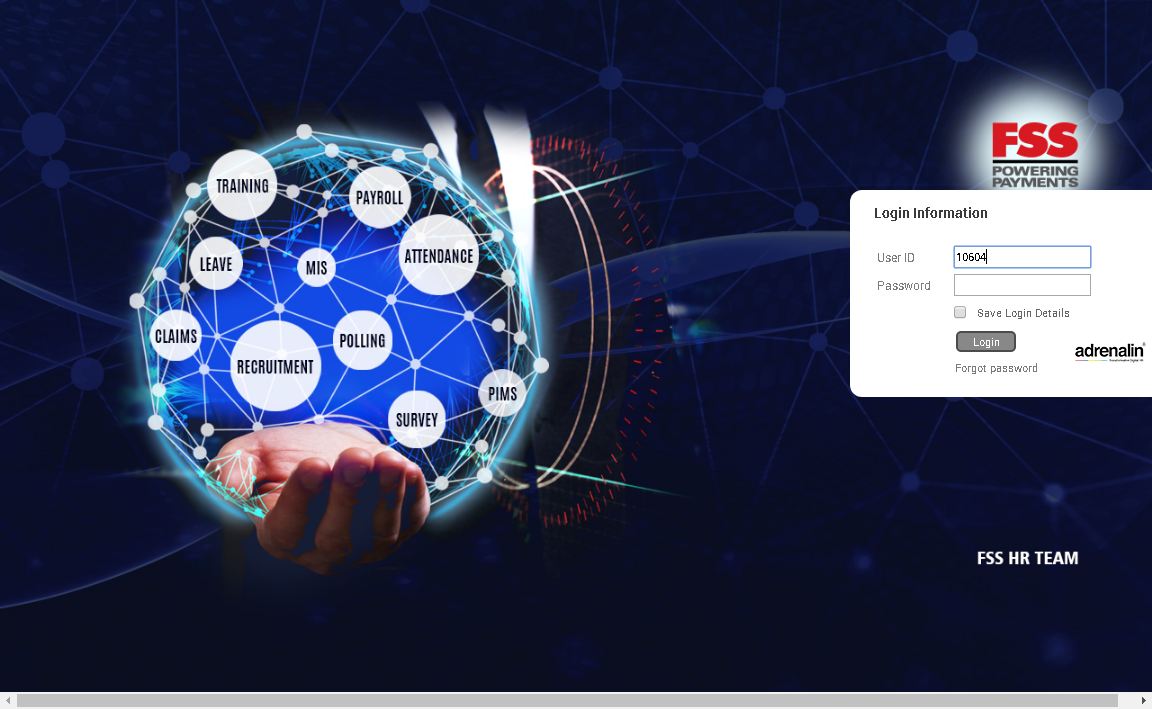 TRAINING
PAYROLL
ATTENDANCE
LEAVE
MIS
CLAIMS
POLLING
RECRUITMENT
PIMS
SURVEY
FSS
POWERING
PAYMENTS
Login Information
User ID 10604
Password
Save Login Details
Login
adrenalin
Forgot password
FSS HR TEAM